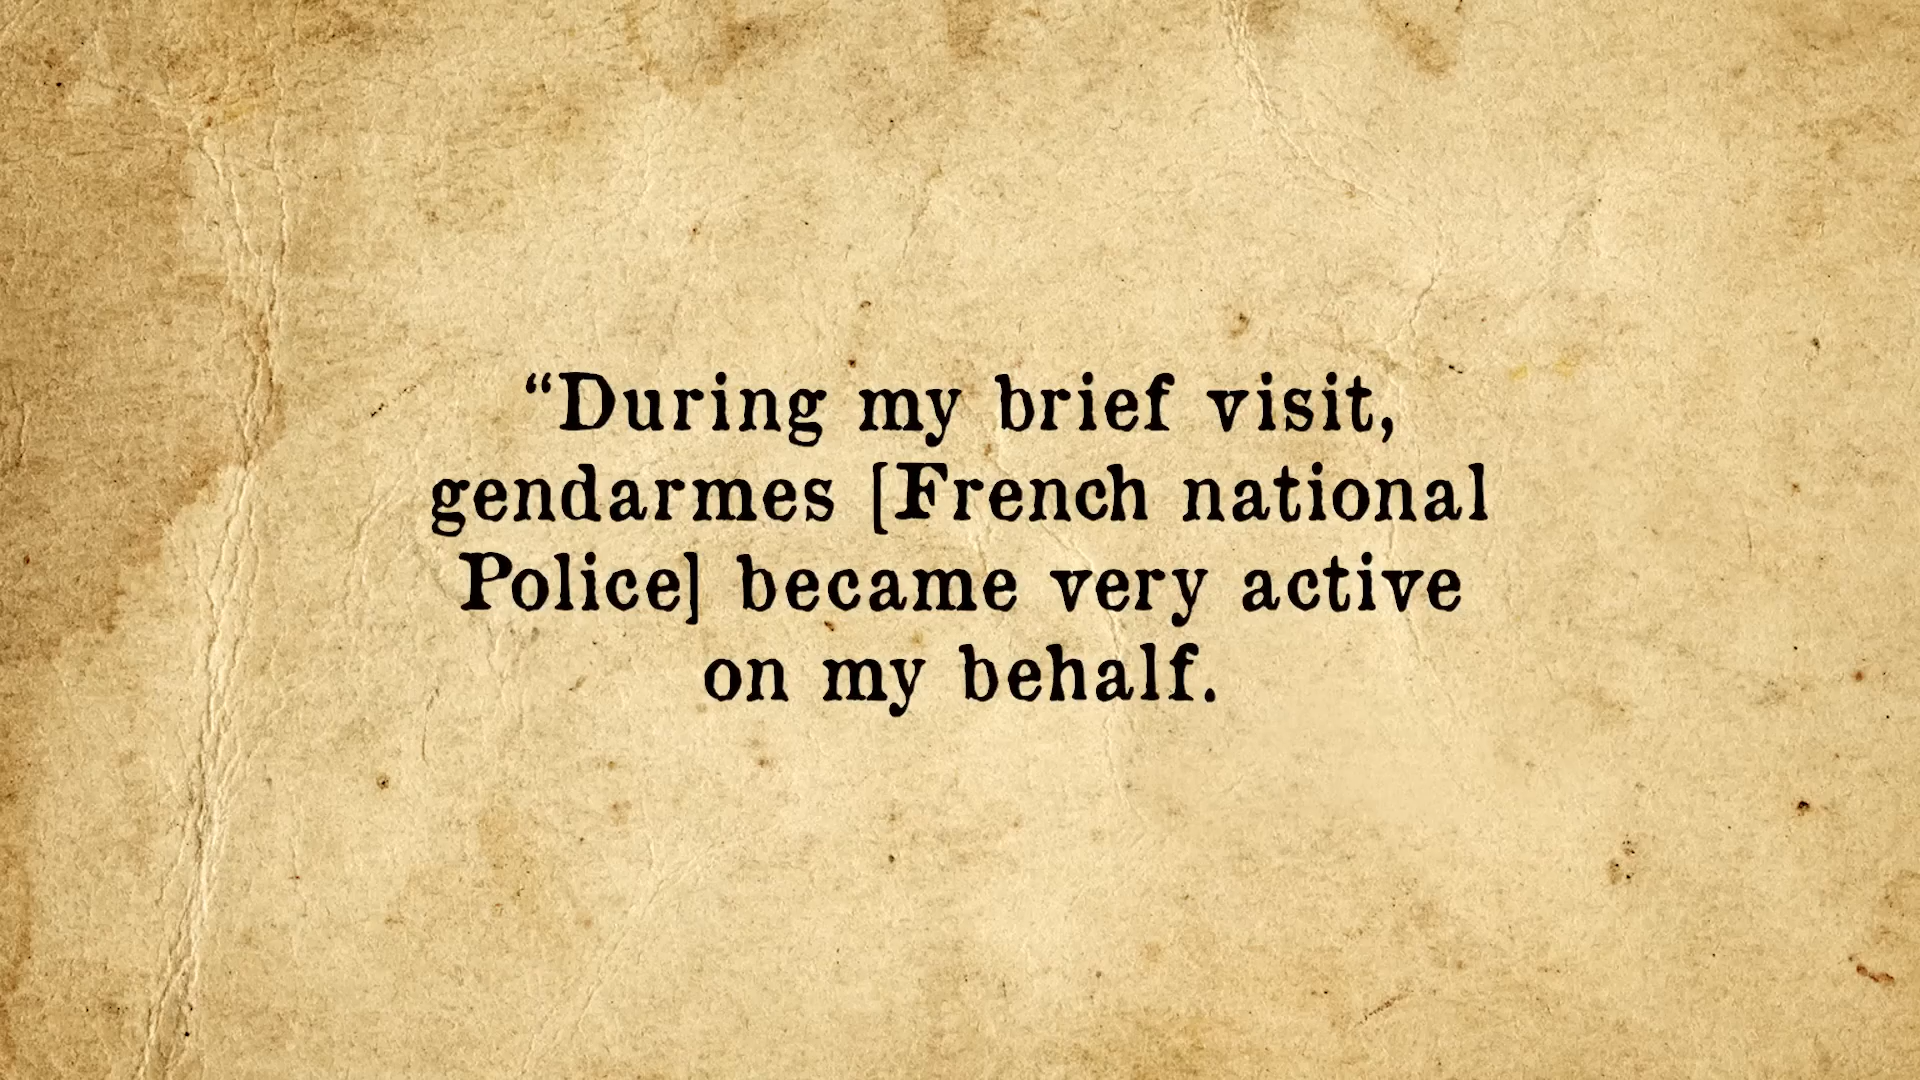 “During my brief visit,
gendarmes [French national
Police] became very active
on my behalf.